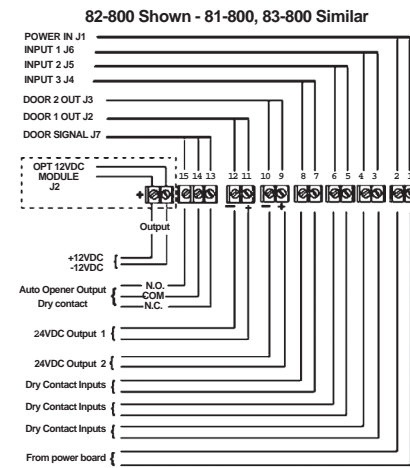 82-800 Shown - 81-800, 83-800 Similar
POWER IN J1
INPUT 1 J6
INPUT 2 J5
INPUT 3 J4
DOOR 2 OUT J3
DOOR 1 OUT J2
DOOR SIGNAL J7
OPT 12VDC
MODULE
J2
+
15 14 13 12 11 10 9 8 7 6 5 4 3 2 1
Output
– + – +
+12VDC
-12VDC
{
Auto Opener Output
Dry contact
{
N.O.
COM
N.C.
24VDC Output 1 {
24VDC Output 2 {
Dry Contact Inputs {
Dry Contact Inputs {
Dry Contact Inputs {
From power board {